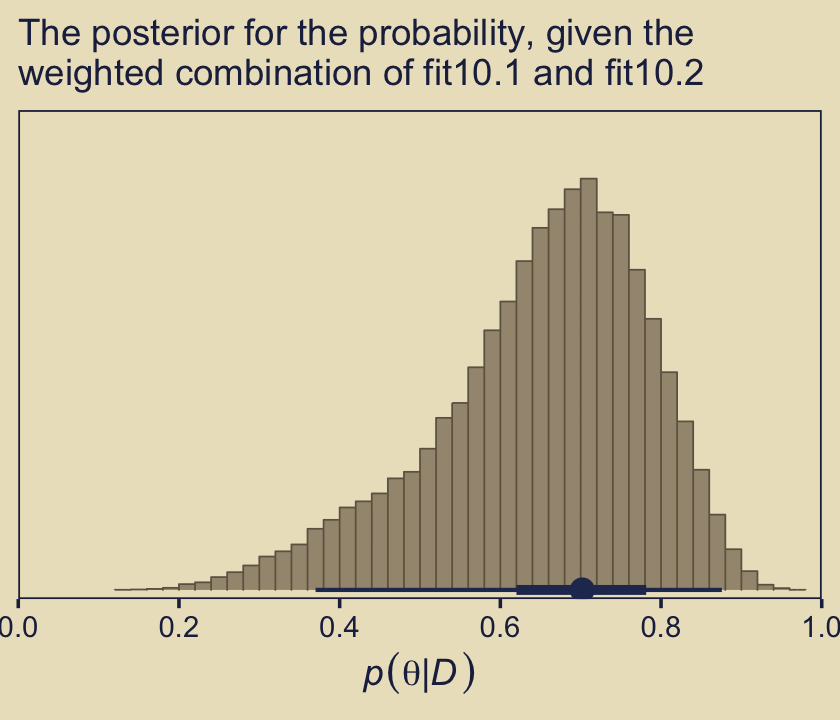 The posterior for the probability, given the
weighted combination of fit10.1 and fit10.2
0.0 0.2 0.4 0.6 0.8 1.0
p(θ|D)